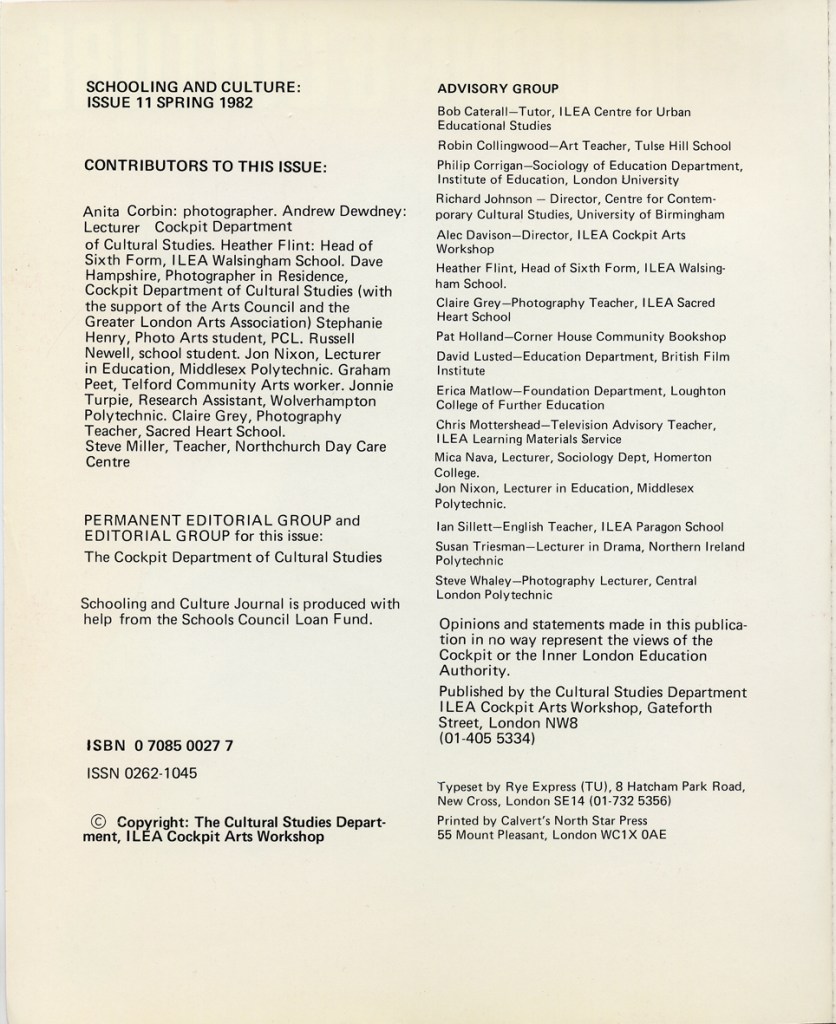 SCHOOLING AND CULTURE:
ISSUE 11 SPRING 1982
CONTRIBUTORS TO THIS ISSUE:
Anita Corbin: photographer. Andrew Dewdney:
Lecturer Cockpit Department
of Cultural Studies. Heather Flint: Head of
Sixth Form, ILEA Walsingham School. Dave
Hampshire, Photographer in Residence,
Cockpit Department of Cultural Studies (with
the support of the Arts Council and the
Greater London Arts Association) Stephanie
Henry, Photo Arts student, PCL. Russell
Newell, school student. Jon Nixon, Lecturer
in Education, Middlesex Polytechnic. Graham
Peet, Telford Community Arts worker. Jonnie
Turpie, Research Assistant, Wolverhampton
Polytechnic. Claire Grey, Photography
Teacher, Sacred Heart School.
Steve Miller, Teacher, Northchurch Day Care
Centre
PERMANENT EDITORIAL GROUP and
EDITORIAL GROUP for this issue:
The Cockpit Department of Cultural Studies
Schooling and Culture Journal is produced with
help from the Schools Council Loan Fund.
ISBN 0 7085 0027 7
ISSN 0262-1045
© Copyright: The Cultural Studies Depart-
ment, ILEA Cockpit Arts Workshop
ADVISORY GROUP
Bob Caterall—Tutor, ILEA Centre for Urban
Educational Studies
Robin Collingwood—Art Teacher, Tulse Hill School
Philip Corrigan—Sociology of Education Department,
Institute of Education, London University
Richard Johnson — Director, Centre for Contem-
porary Cultural Studies, University of Birmingham
Alec Davison—Director, ILEA Cockpit Arts
Workshop
Heather Flint, Head of Sixth Form, ILEA Walsing-
ham School.
Claire Grey—Photography Teacher, ILEA Sacred
Heart School
Pat Holland—Corner House Community Bookshop
David Lusted—Education Department, British Film
Institute
Erica Matlow—Foundation Department, Loughton
College of Further Education
Chris Mottershead—Television Advisory Teacher,
ILEA Learning Materials Service
Mica Nava, Lecturer, Sociology Dept, Homerton
College.
Jon Nixon, Lecturer in Education, Middlesex
Polytechnic.
Ian Sillett—English Teacher, ILEA Paragon School
Susan Triesman—Lecturer in Drama, Northern Ireland
Polytechnic
Steve Whaley—Photography Lecturer, Central
London Polytechnic
Opinions and statements made in this publica-
tion in no way represent the views of the
Cockpit or the Inner London Education
Authority.
Published by the Cultural Studies Department
ILEA Cockpit Arts Workshop, Gateforth
Street, London NW8
(01-405 5334)
Typeset by Rye Express (TU), 8 Hatcham Park Road,
New Cross, London SE14 (01-732 5356)
Printed by Calvert's North Star Press
55 Mount Pleasant, London WC1X 0AE